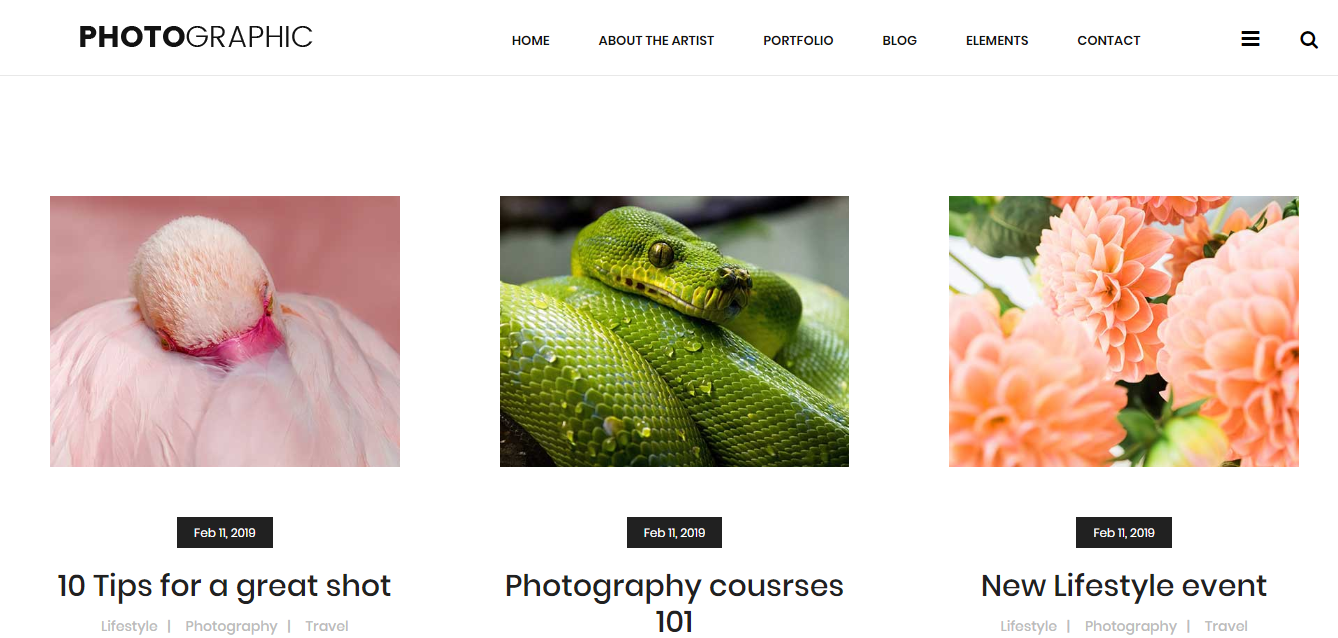 PHOTOGRAPHIC
HOME ABOUT THE ARTIST PORTFOLIO BLOG ELEMENTS CONTACT
Feb 11, 2019
10 Tips for a great shot
Lifestyle | Photography | Travel
Feb 11, 2019
Photography cousrses
101
Feb 11, 2019
New Lifestyle event
Lifestyle | Photography | Travel